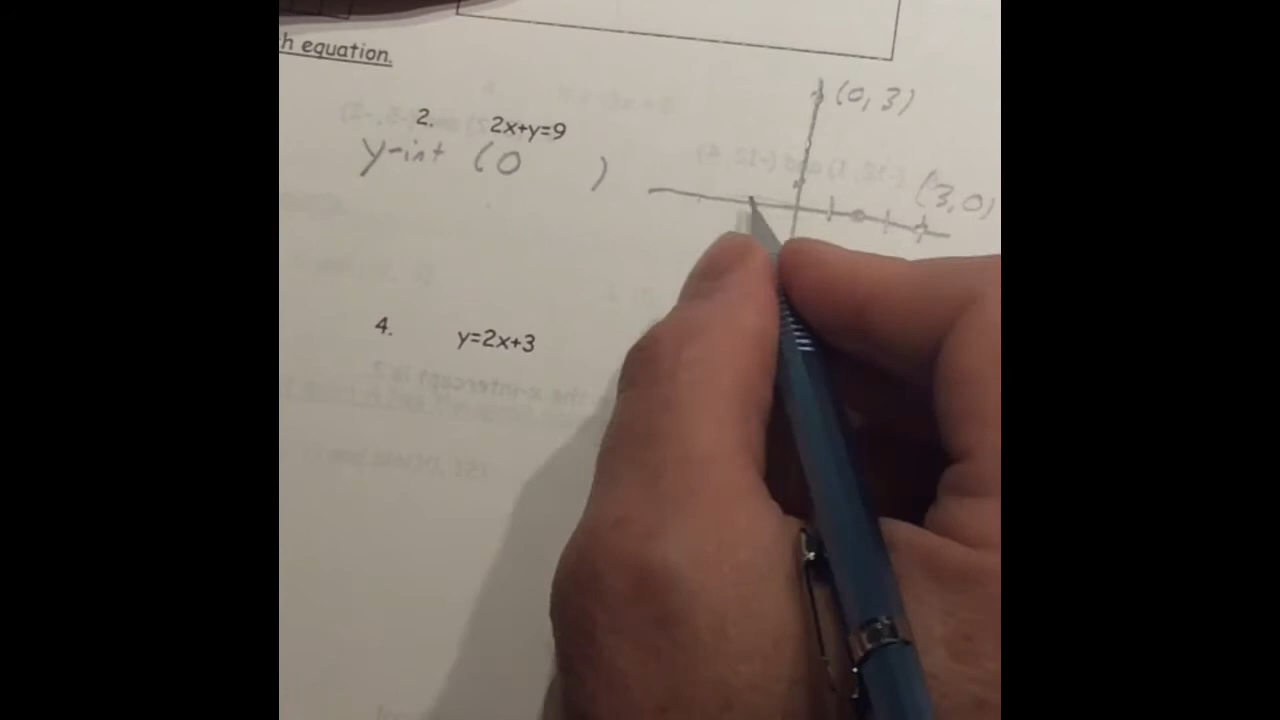 h equation.
(0, 3)
2. 2x+y=9
y-int (0 )
(3, 0)
4. y=2x+3